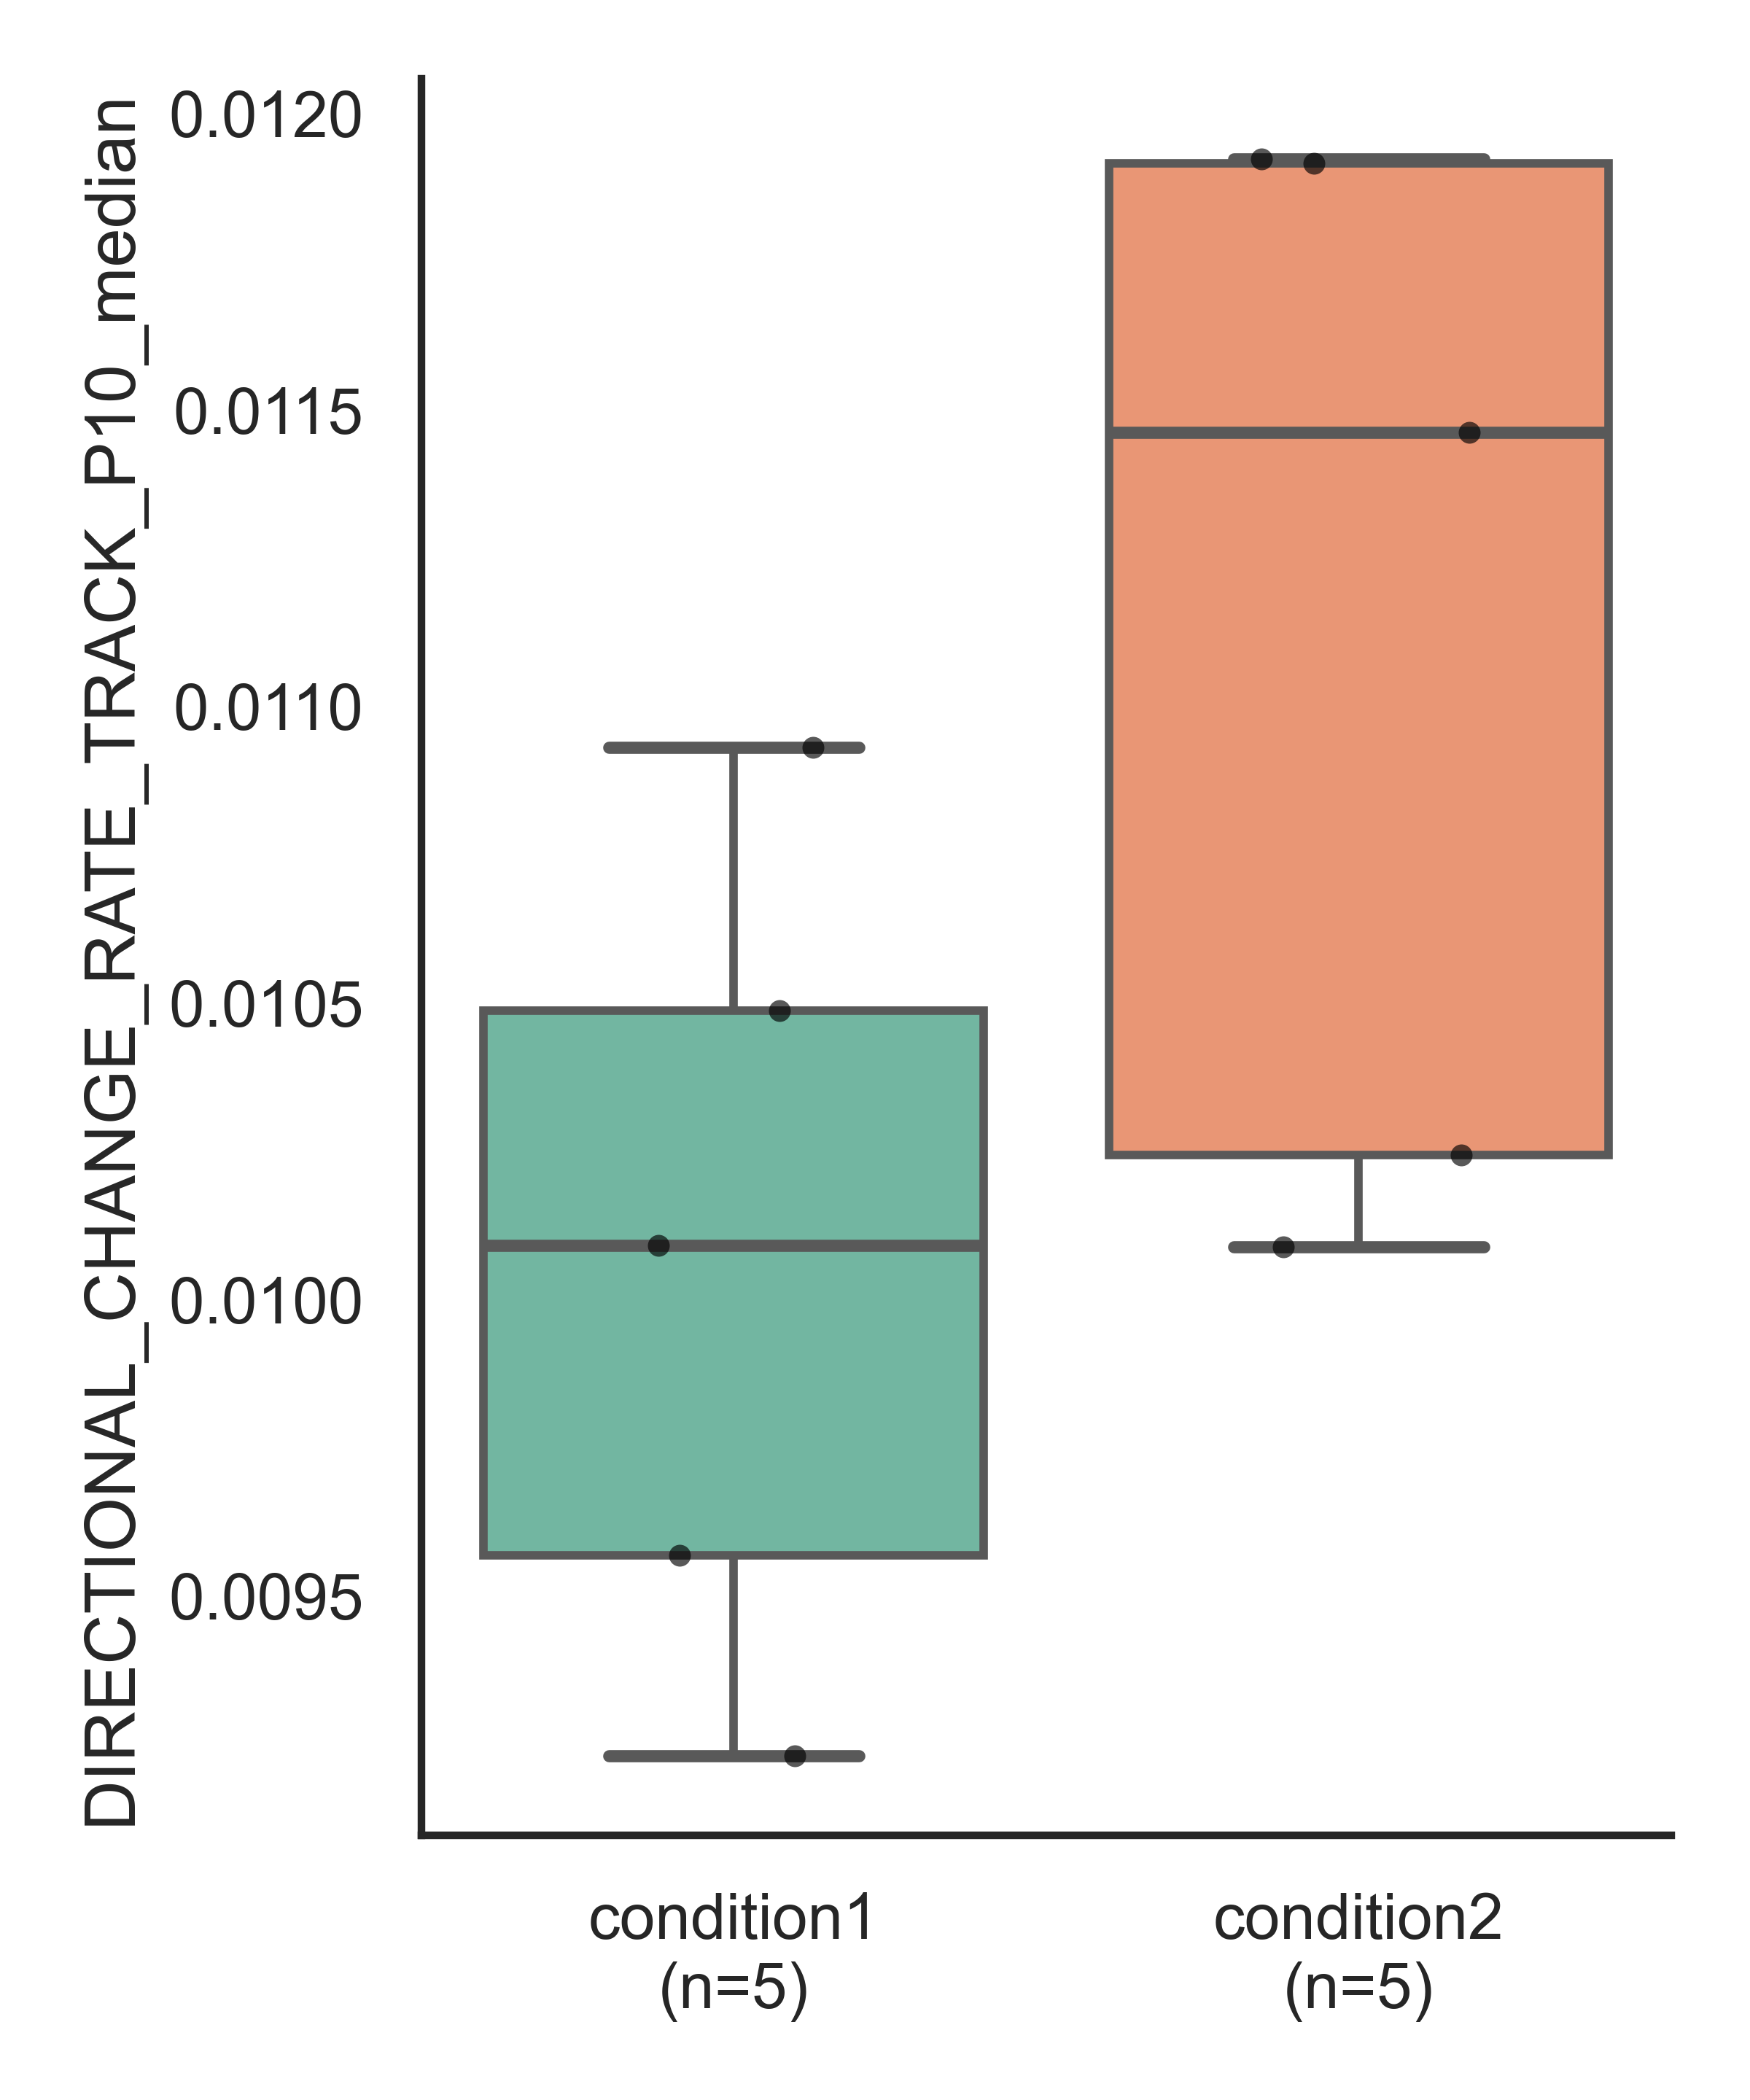 DIRECTIONAL_CHANGE_RATE_TRACK_P10_median
0.0120
0.0115
0.0110
0.0105
0.0100
0.0095
condition1
(n=5)
condition2
(n=5)